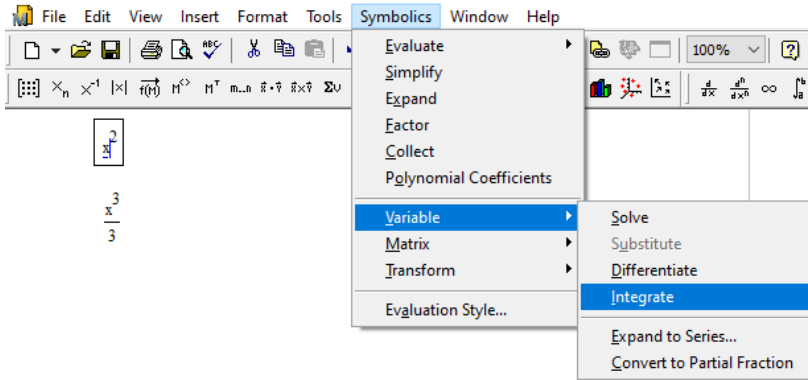 File Edit View Insert Format Tools Symbolics Window Help
100%
Evaluate
Simplify
Expand
Factor
Collect
Polynomial Coefficients
Variable
Matrix
Transform
Evaluation Style...
Solve
Substitute
Differentiate
Integrate
Expand to Series...
Convert to Partial Fraction
x²
x³
3